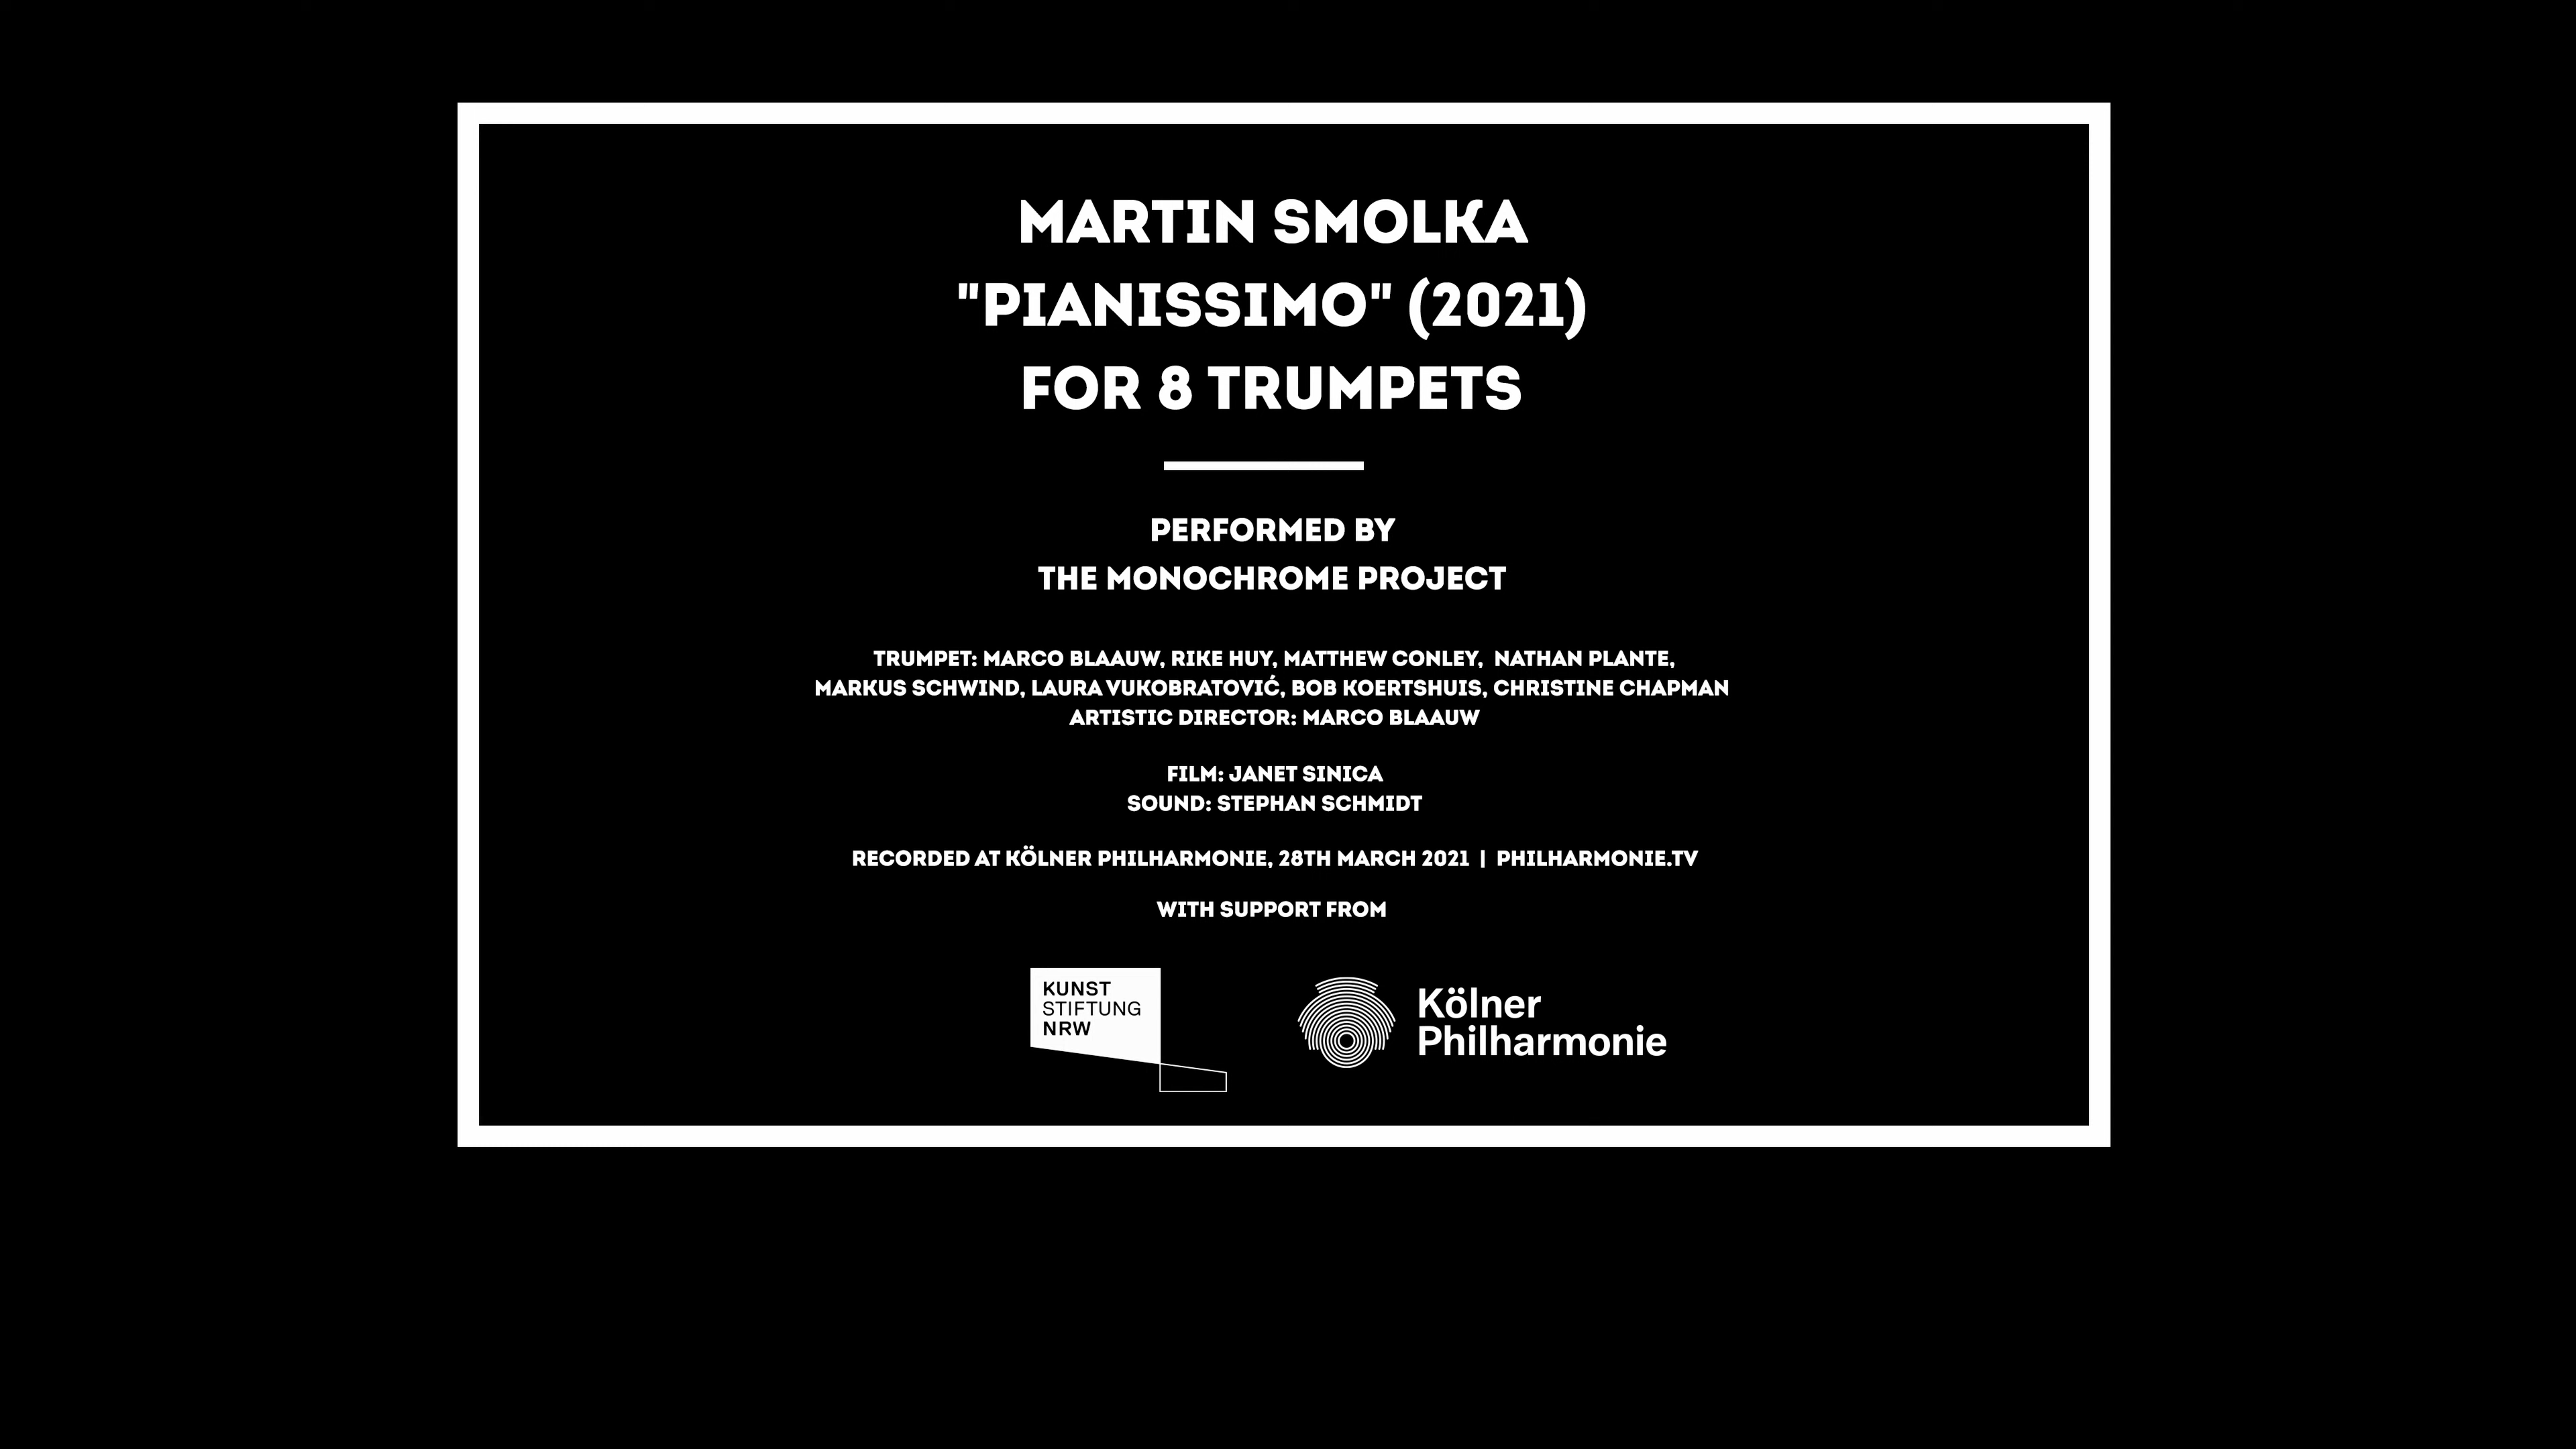 MARTIN SMOLKA
"PIANISSIMO" (2021)
FOR 8 TRUMPETS
PERFORMED BY
THE MONOCHROME PROJECT
TRUMPET: MARCO BLAAUW, RIKE HUY, MATTHEW CONLEY, NATHAN PLANTE,
MARKUS SCHWIND, LAURA VUKOBRATOVIĆ, BOB KOERTSHUIS, CHRISTINE CHAPMAN
ARTISTIC DIRECTOR: MARCO BLAAUW
FILM: JANET SINICA
SOUND: STEPHAN SCHMIDT
RECORDED AT KÖLNER PHILHARMONIE, 28TH MARCH 2021 | PHILHARMONIE.TV
WITH SUPPORT FROM
KUNST
STIFTUNG
NRW
Kölner
Philharmonie